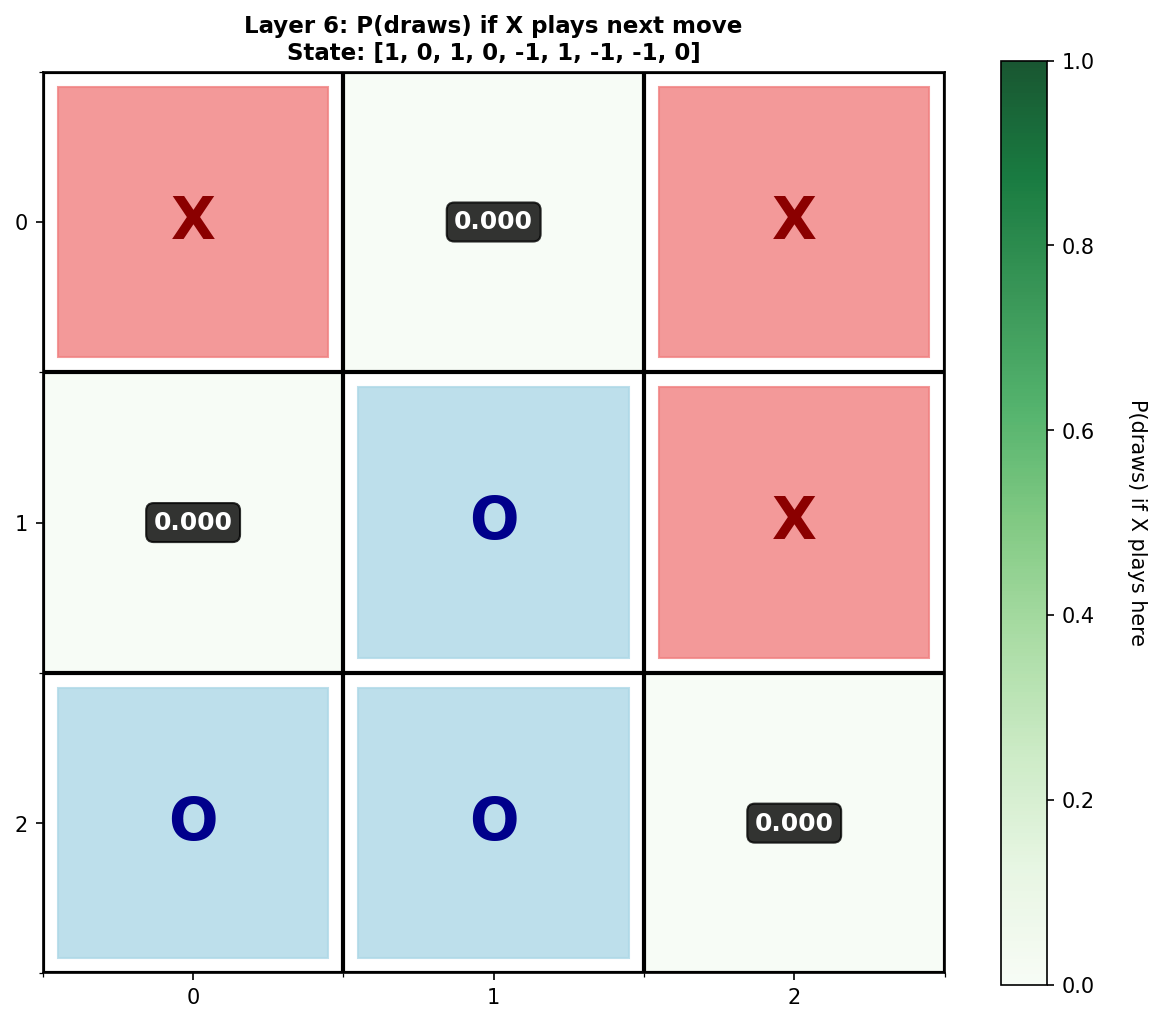 Layer 6: P(draws) if X plays next move
State: [1, 0, 1, 0, -1, 1, -1, -1, 0]
X
0.000
X
0
0.000
O
X
1
O
O
0.000
2
0
1
2
1.0
0.8
0.6
0.4
0.2
0.0
P(draws) if X plays here